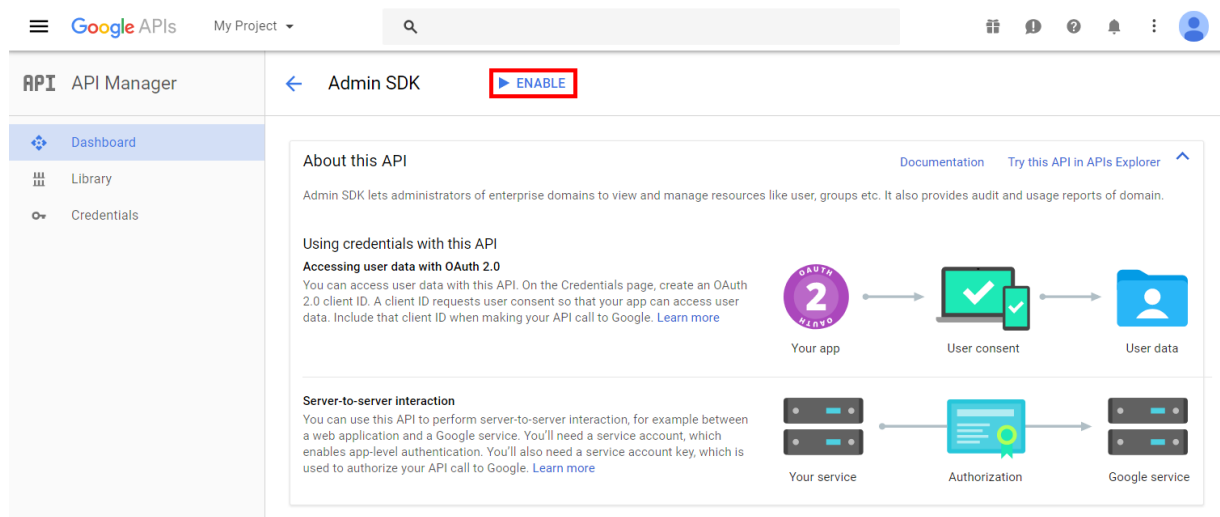 Google APIs My Project
API API Manager
Admin SDK
ENABLE
Dashboard
Library
Credentials
About this API
Documentation Try this API in APIs Explorer
Admin SDK lets administrators of enterprise domains to view and manage resources like user, groups etc. It also provides audit and usage reports of domain.
Using credentials with this API
Accessing user data with OAuth 2.0
You can access user data with this API. On the Credentials page, create an OAuth
2.0 client ID. A client ID requests user consent so that your app can access user
data. Include that client ID when making your API call to Google. Learn more
OAUTH
2
OAUTH
Your app
User consent
User data
Server-to-server interaction
You can use this API to perform server-to-server interaction, for example between
a web application and a Google service. You'll need a service account, which
enables app-level authentication. You'll also need a service account key, which is
used to authorize your API call to Google. Learn more
Your service
Authorization
Google service